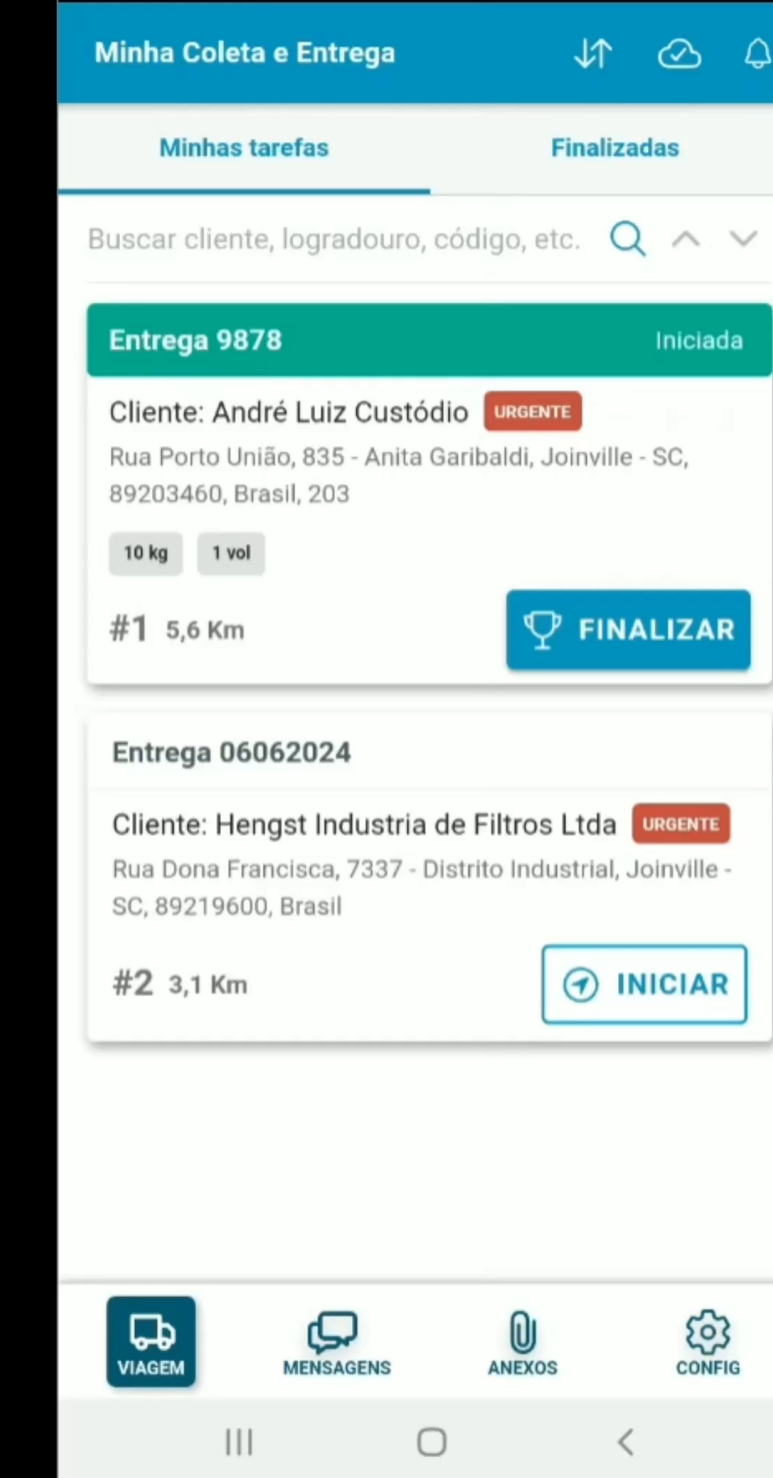 Minha Coleta e Entrega
Minhas tarefas
Finalizadas
Buscar cliente, logradouro, código, etc.
Entrega 9878
Iniciada
Cliente: André Luiz Custódio URGENTE
Rua Porto União, 835 - Anita Garibaldi, Joinville - SC,
89203460, Brasil, 203
10 kg
1 vol
#1 5,6 Km
FINALIZAR
Entrega 06062024
Cliente: Hengst Industria de Filtros Ltda URGENTE
Rua Dona Francisca, 7337 - Distrito Industrial, Joinville -
SC, 89219600, Brasil
#2 3,1 Km
INICIAR
VIAGEM
MENSAGENS
ANEXOS
CONFIG